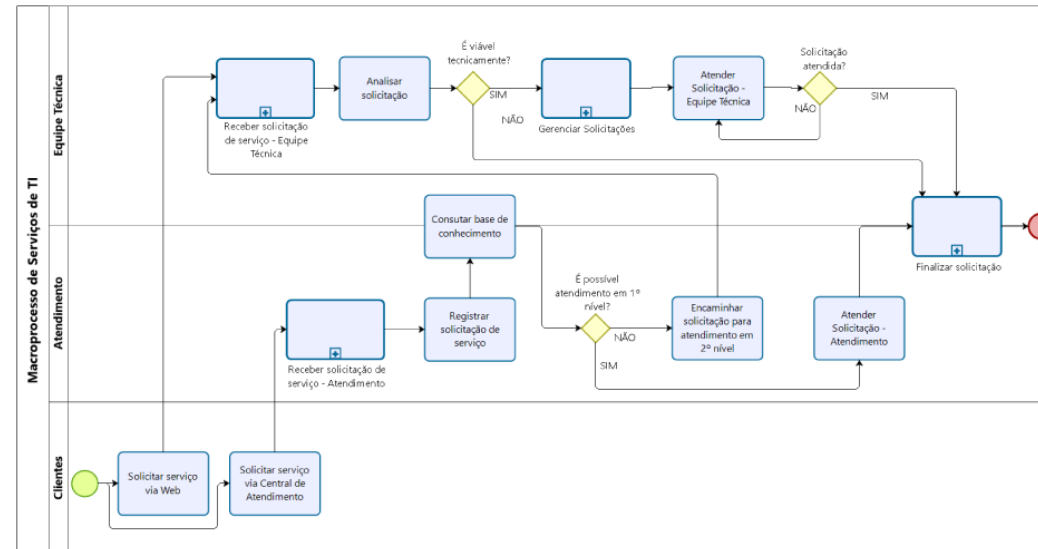 Macroprocesso de Serviços de TI
Equipe Técnica
Receber solicitação
de serviço - Equipe
Técnica
Analisar
solicitação
É viável
tecnicamente?
SIM
NÃO
Gerenciar Solicitações
Atender
Solicitação -
Equipe Técnica
Solicitação
atendida?
NÃO
SIM
Atendimento
Consutar base de
conhecimento
Finalizar solicitação
Receber solicitação de
serviço - Atendimento
Registrar
solicitação de
serviço
É possível
atendimento em 1º
nível?
NÃO
SIM
Encaminhar
solicitação para
atendimento em
2º nível
Atender
Solicitação -
Atendimento
Clientes
Solicitar serviço
via Web
Solicitar serviço
via Central de
Atendimento